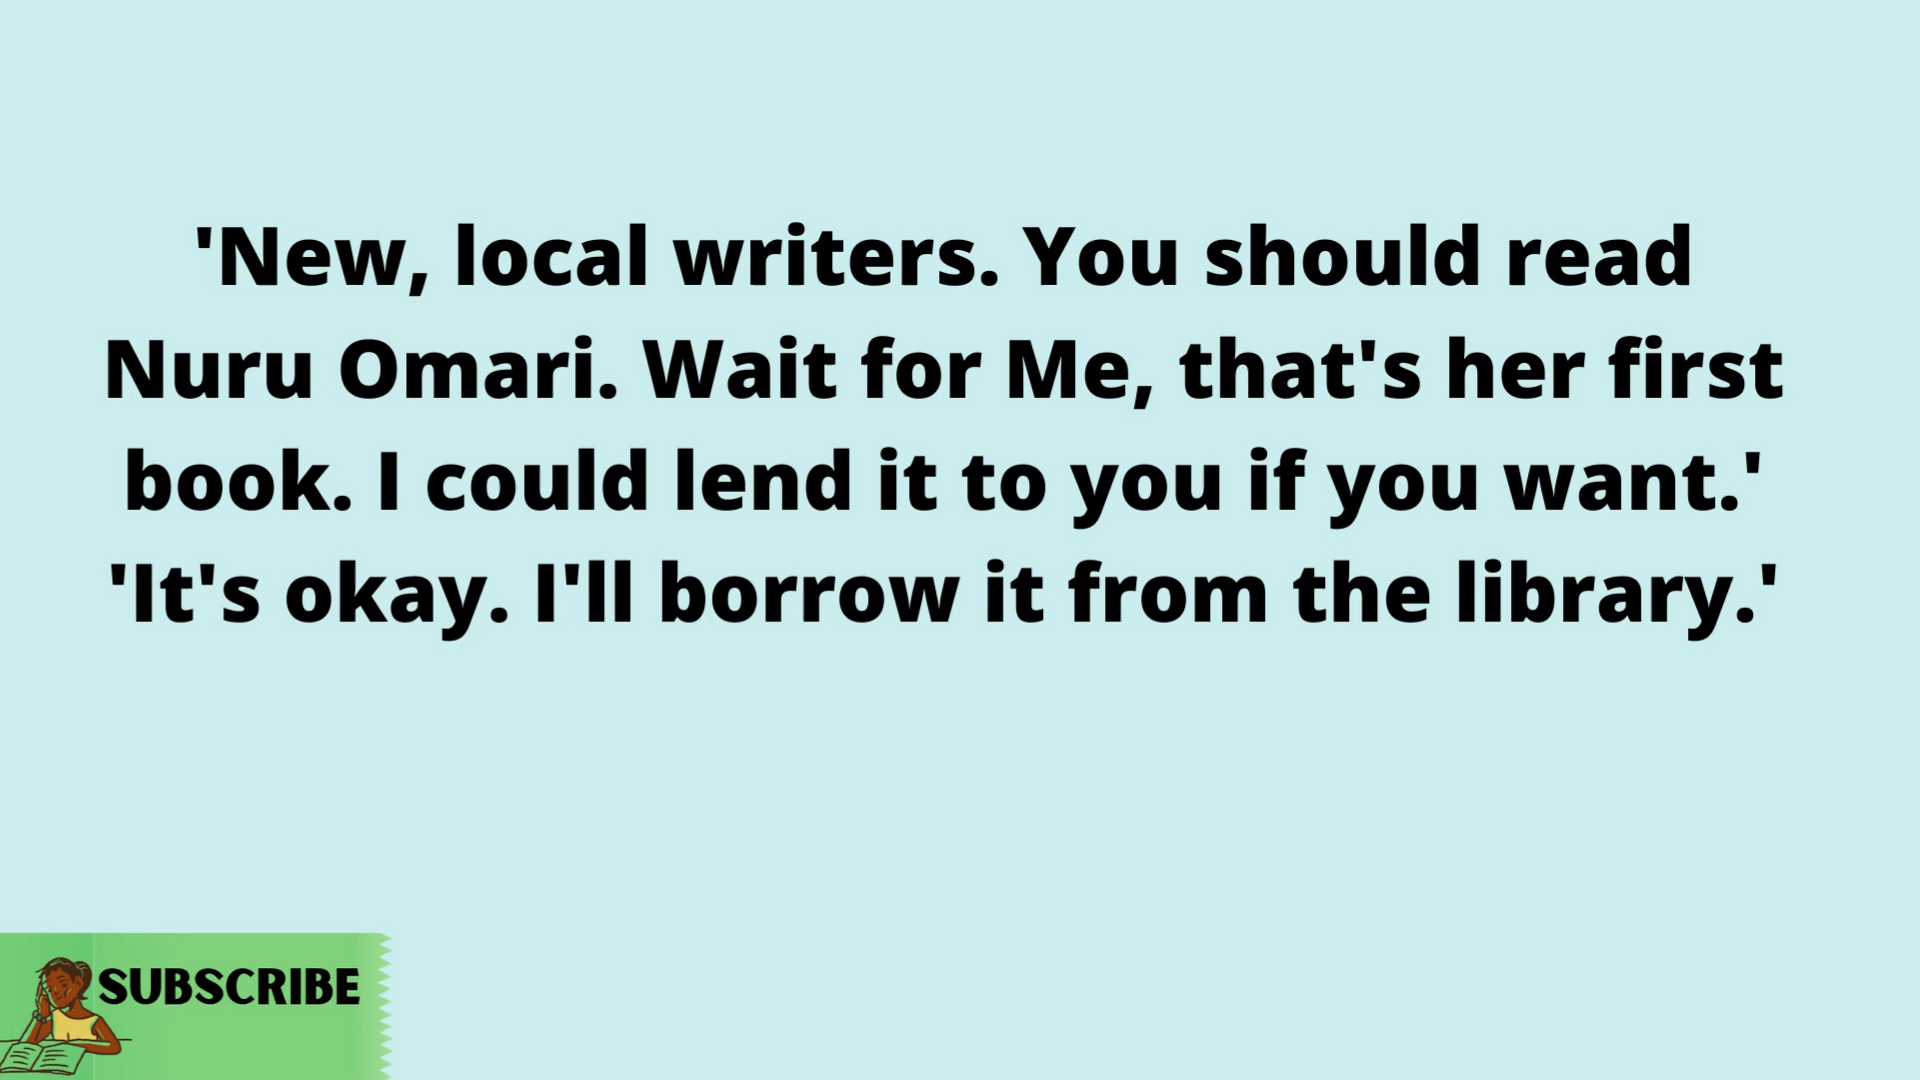 'New, local writers. You should read
Nuru Omari. Wait for Me, that's her first
book. I could lend it to you if you want.'
'It's okay. I'll borrow it from the library.'
SUBSCRIBE